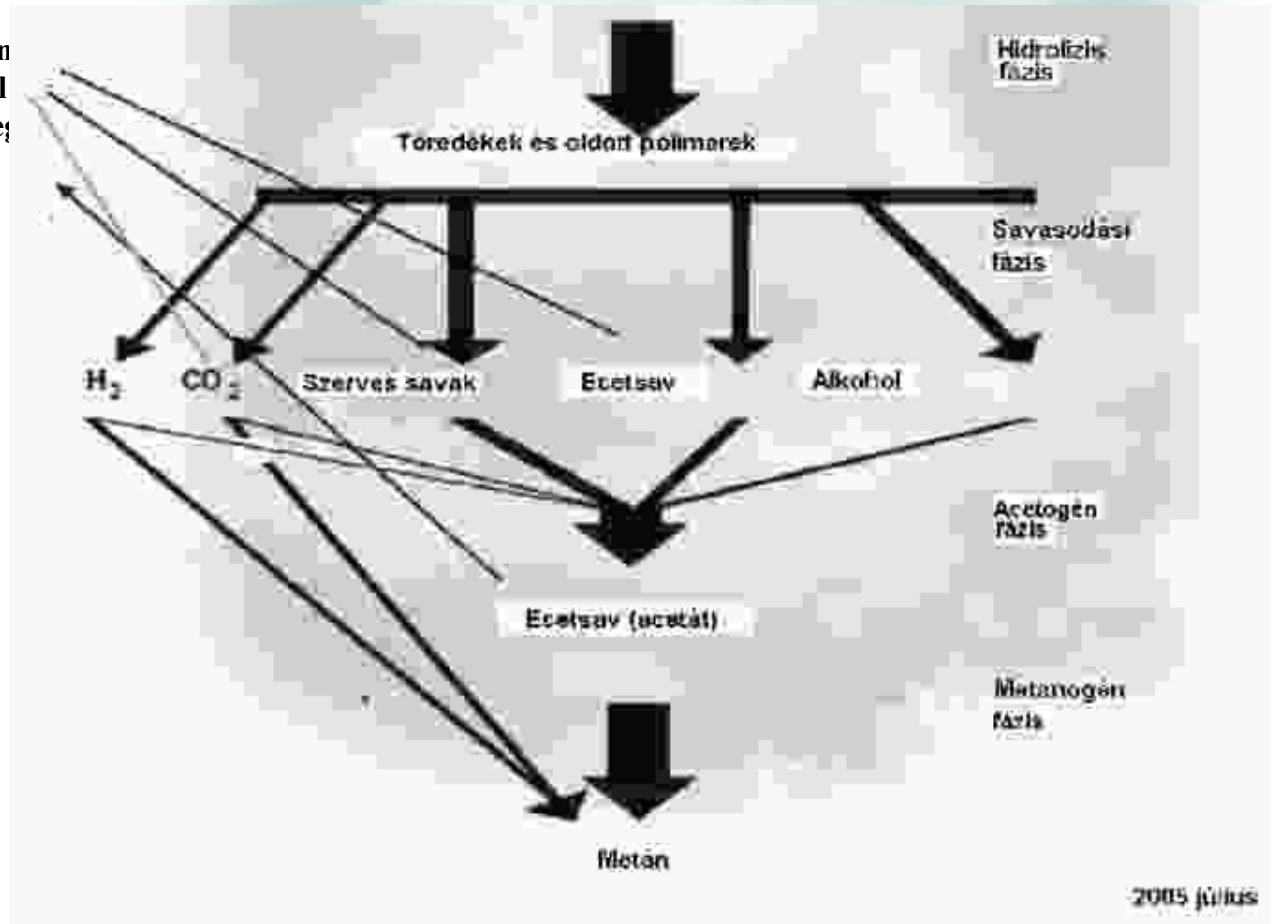 Hidrolízis
fázis
Töredékek és oldott polimerek
Savasodási
fázis
H2
CO2
Szerves savak
Ecetsav
Alkohol
Acetogén
fázis
Ecetsav (acetát)
Metanogén
fázis
Metán
2005 július